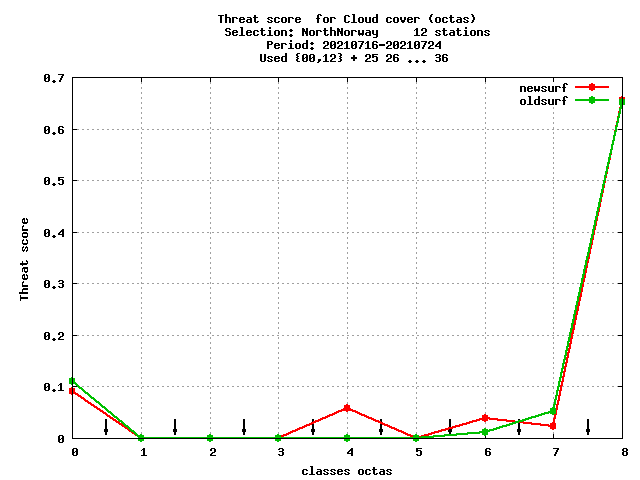 Threat score  for Cloud cover (octas)
Selection: NorthNorway     12 stations
Period: 20210716-20210724
Used {00,12} + 25 26 ... 36
newsurf
oldsurf
0.7
0.6
0.5
0.4
0.3
0.2
0.1
0
Threat score
0 1 2 3 4 5 6 7 8
classes octas